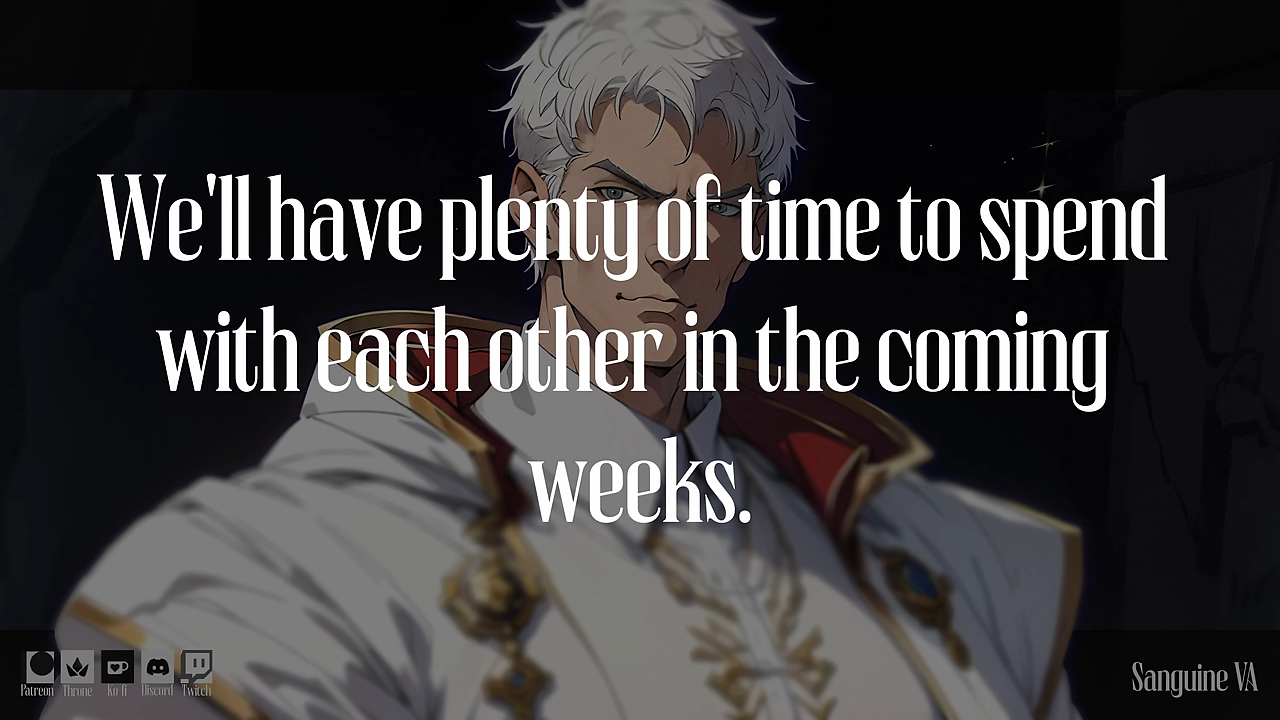 We'll have plenty of time to spend
with each other in the coming
weeks.
Patreon Throne Ko fi Discord Twitch
Sanguine VA